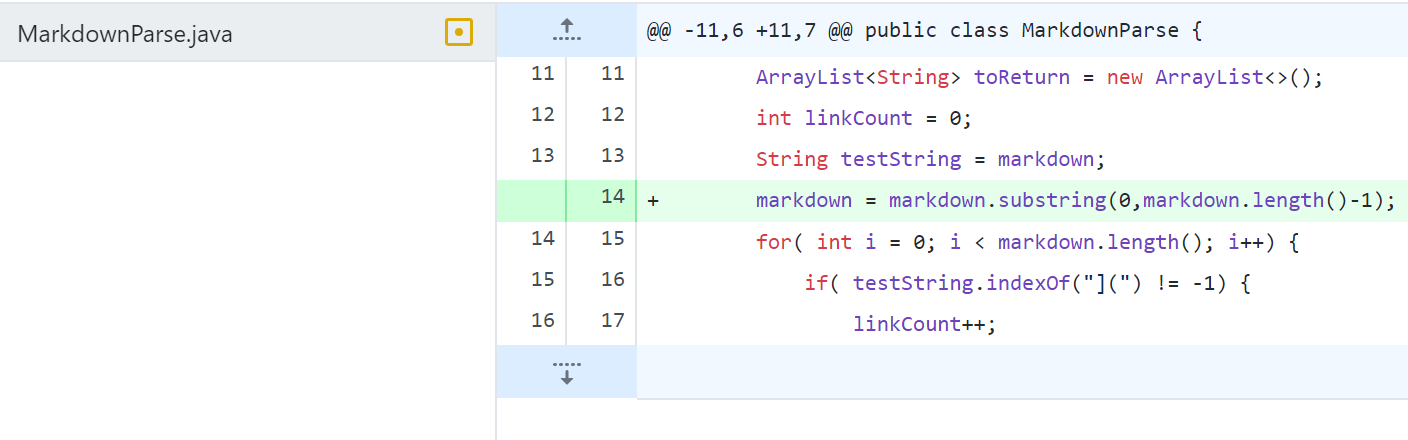 MarkdownParse.java
@@ -11,6 +11,7 @@ public class MarkdownParse {
11 11 ArrayList<String> toReturn = new ArrayList<>();
12 12 int linkCount = 0;
13 13 String testString = markdown;
14 + markdown = markdown.substring(0,markdown.length()-1);
14 15 for( int i = 0; i < markdown.length(); i++) {
15 16 if( testString.indexOf("](") != -1) {
16 17 linkCount++;